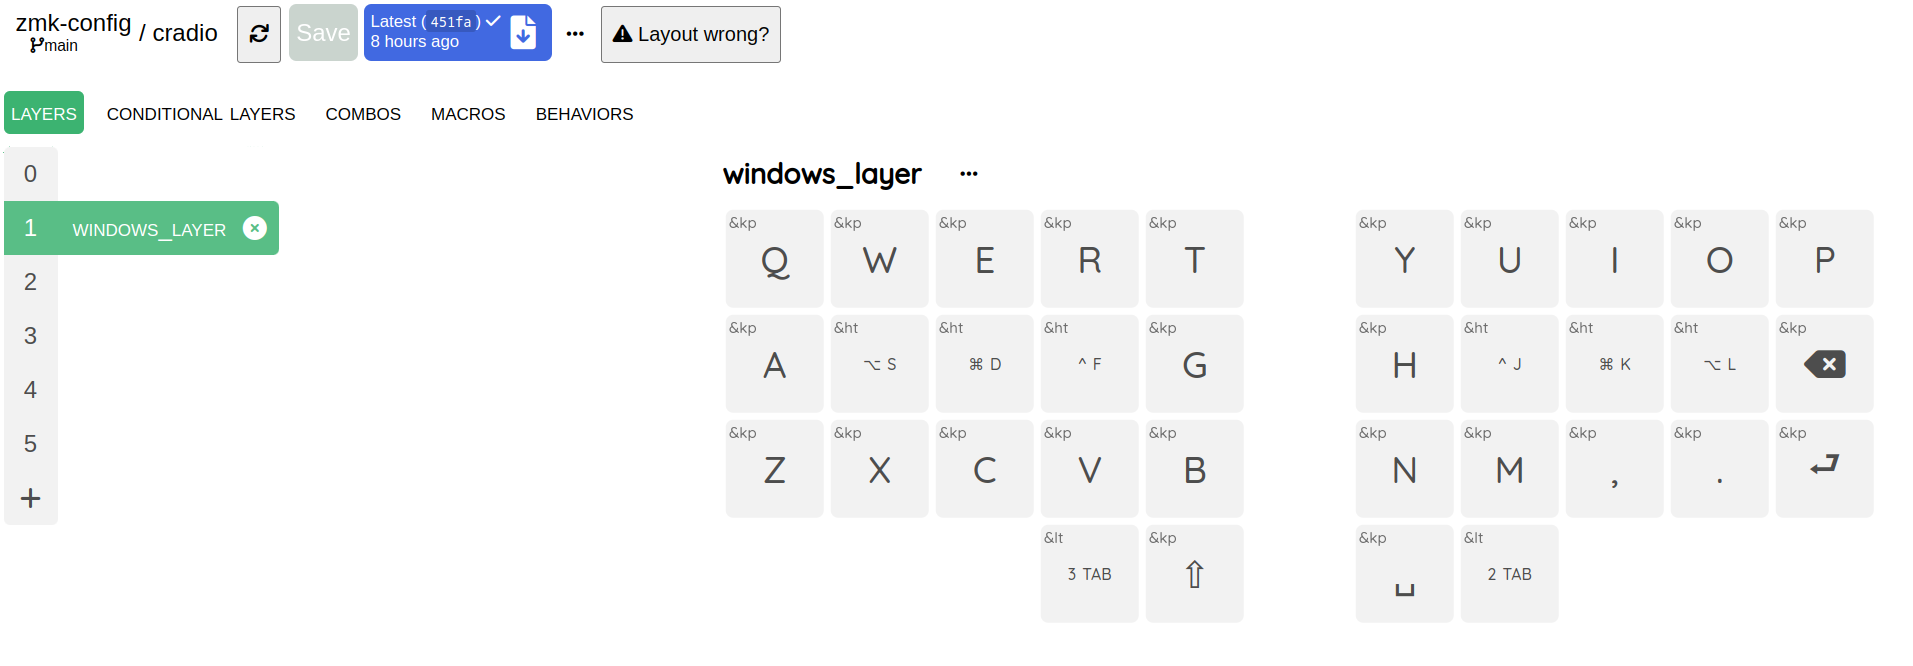 zmk-config / cradio
main
Save
Latest ( 451fa )
8 hours ago
Layout wrong?
LAYERS CONDITIONAL LAYERS COMBOS MACROS BEHAVIORS
0
1 WINDOWS_LAYER
2
3
4
5
+
windows_layer
&kp &kp &kp &kp &kp &kp &kp &kp &kp &kp
Q W E R T Y U I O P
&kp &ht &ht &ht &kp &kp &ht &ht &ht &kp
A ⌥ S ⌘ D ^ F G H ^ J ⌘ K ⌥ L
&kp &kp &kp &kp &kp &kp &kp &kp &kp &kp
Z X C V B N M , .
&lt &kp &kp &lt
3 TAB ⇧ ␣ 2 TAB